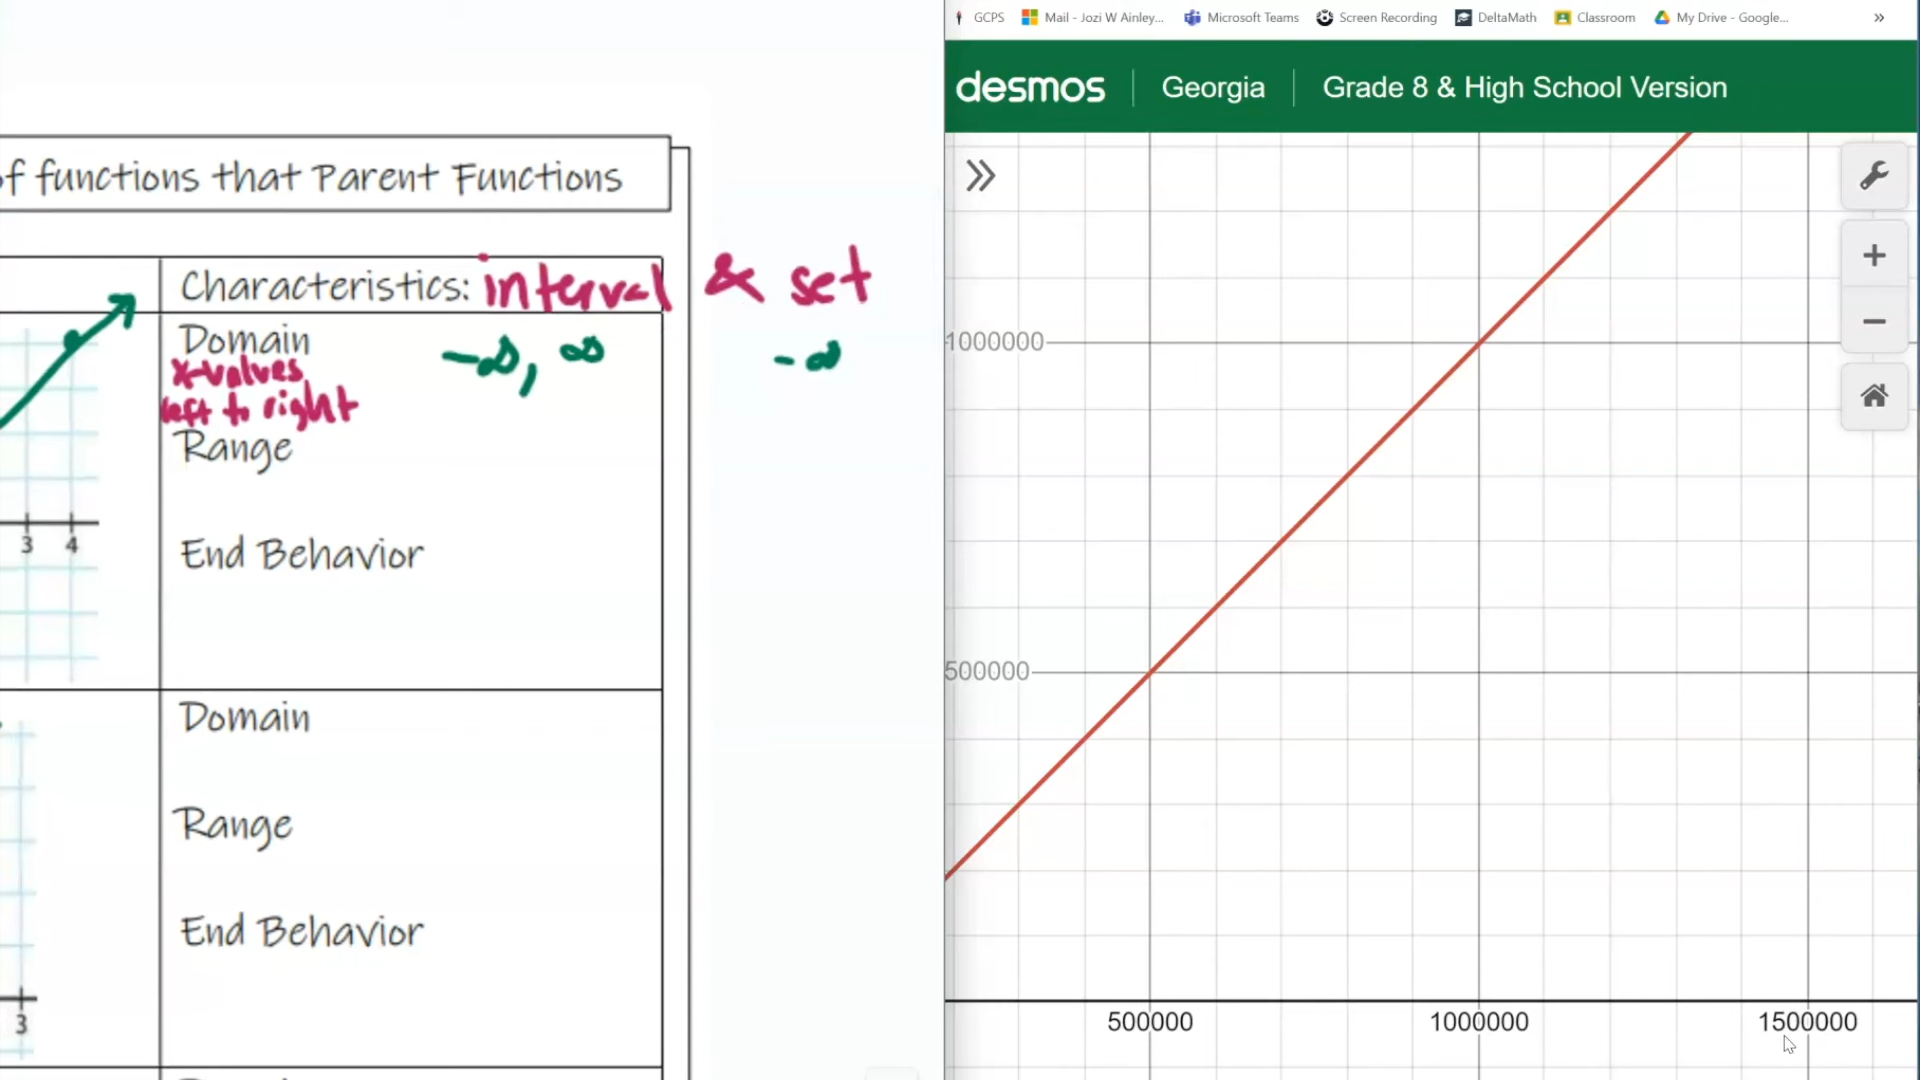 GCPS Mail - Jozi W Ainley... Microsoft Teams Screen Recording DeltaMath Classroom My Drive - Google... »
desmos Georgia Grade 8 & High School Version
of functions that Parent Functions
Characteristics: interval & set
Domain -∞, ∞ -∞
x-values
left to right
Range
3 4
End Behavior
Domain
Range
End Behavior
3
1000000
500000
500000 1000000 1500000